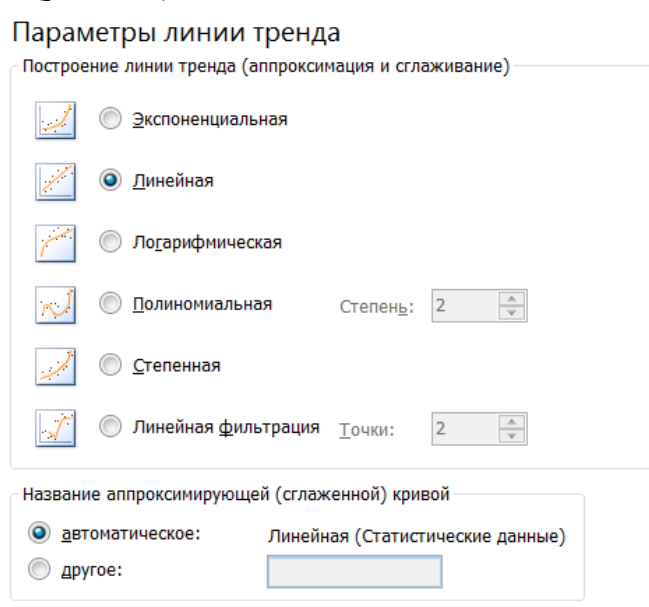 Параметры линии тренда
Построение линии тренда (аппроксимация и сглаживание)
Экспоненциальная
Линейная
Логарифмическая
Полиномиальная Степень: 2
Степенная
Линейная фильтрация Точки: 2
Название аппроксимирующей (сглаженной) кривой
автоматическое: Линейная (Статистические данные)
другое: